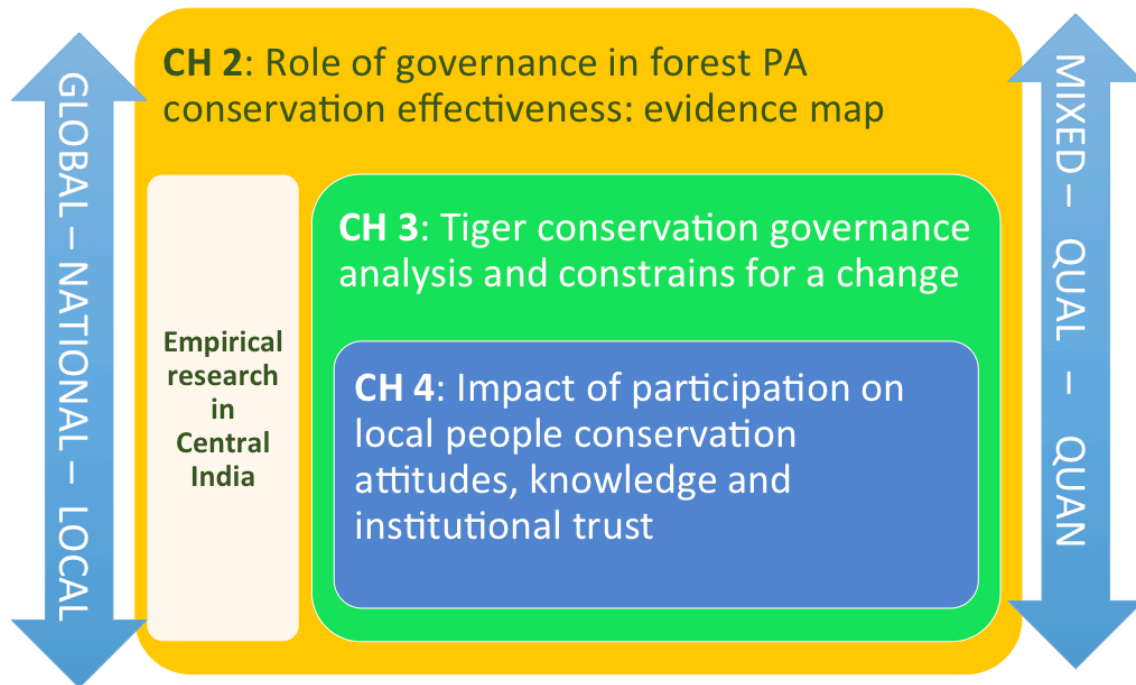 GLOBAL – NATIONAL – LOCAL
CH 2: Role of governance in forest PA
conservation effectiveness: evidence map
Empirical
research
in
Central
India
CH 3: Tiger conservation governance
analysis and constrains for a change
CH 4: Impact of participation on
local people conservation
attitudes, knowledge and
institutional trust
MIXED – QUAL – QUAN